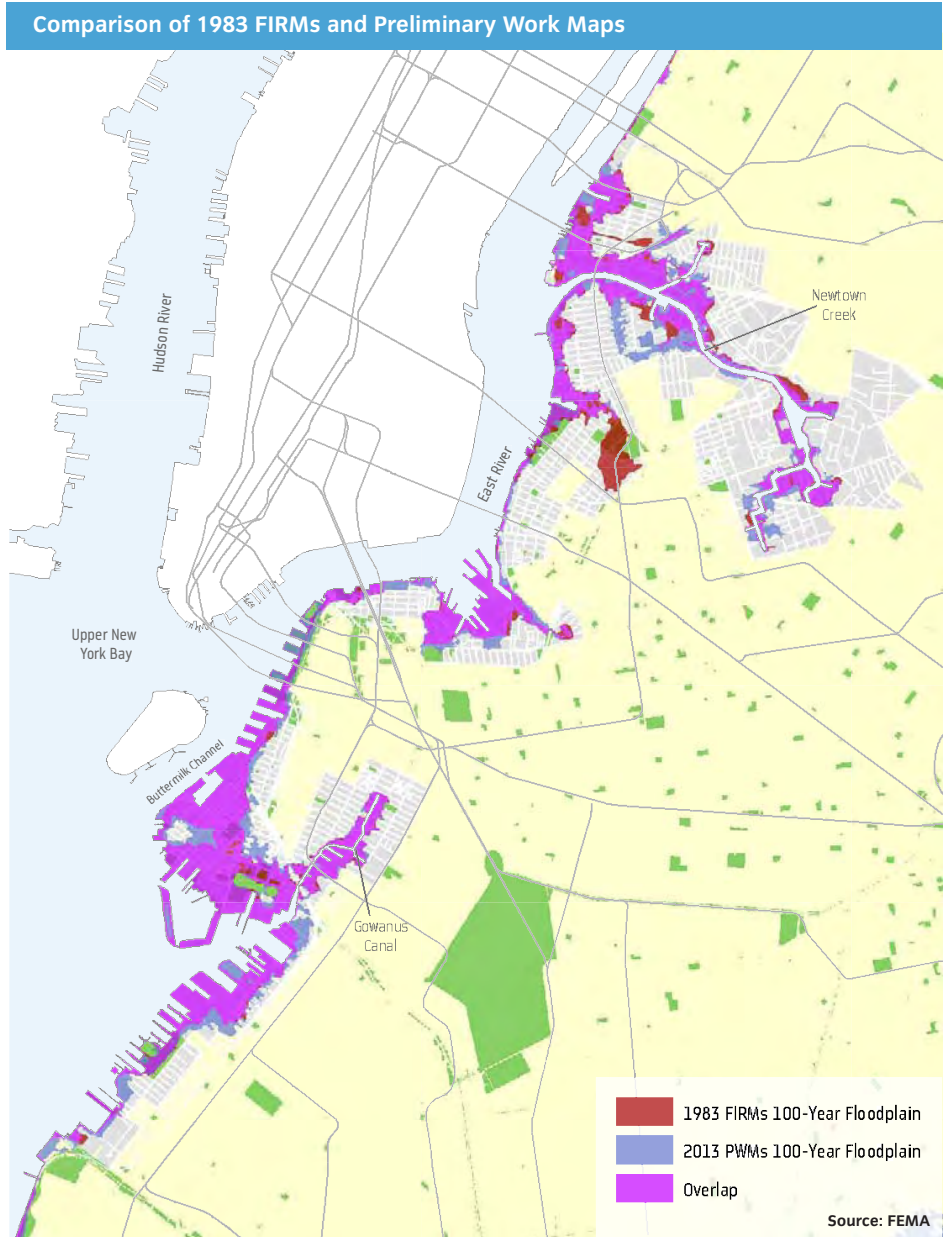 Comparison of 1983 FIRMs and Preliminary Work Maps
Hudson River
Newtown
Creek
East River
Upper New
York Bay
Buttermilk Channel
Gowanus
Canal
1983 FIRMs 100-Year Floodplain
2013 PWMs 100-Year Floodplain
Overlap
Source: FEMA